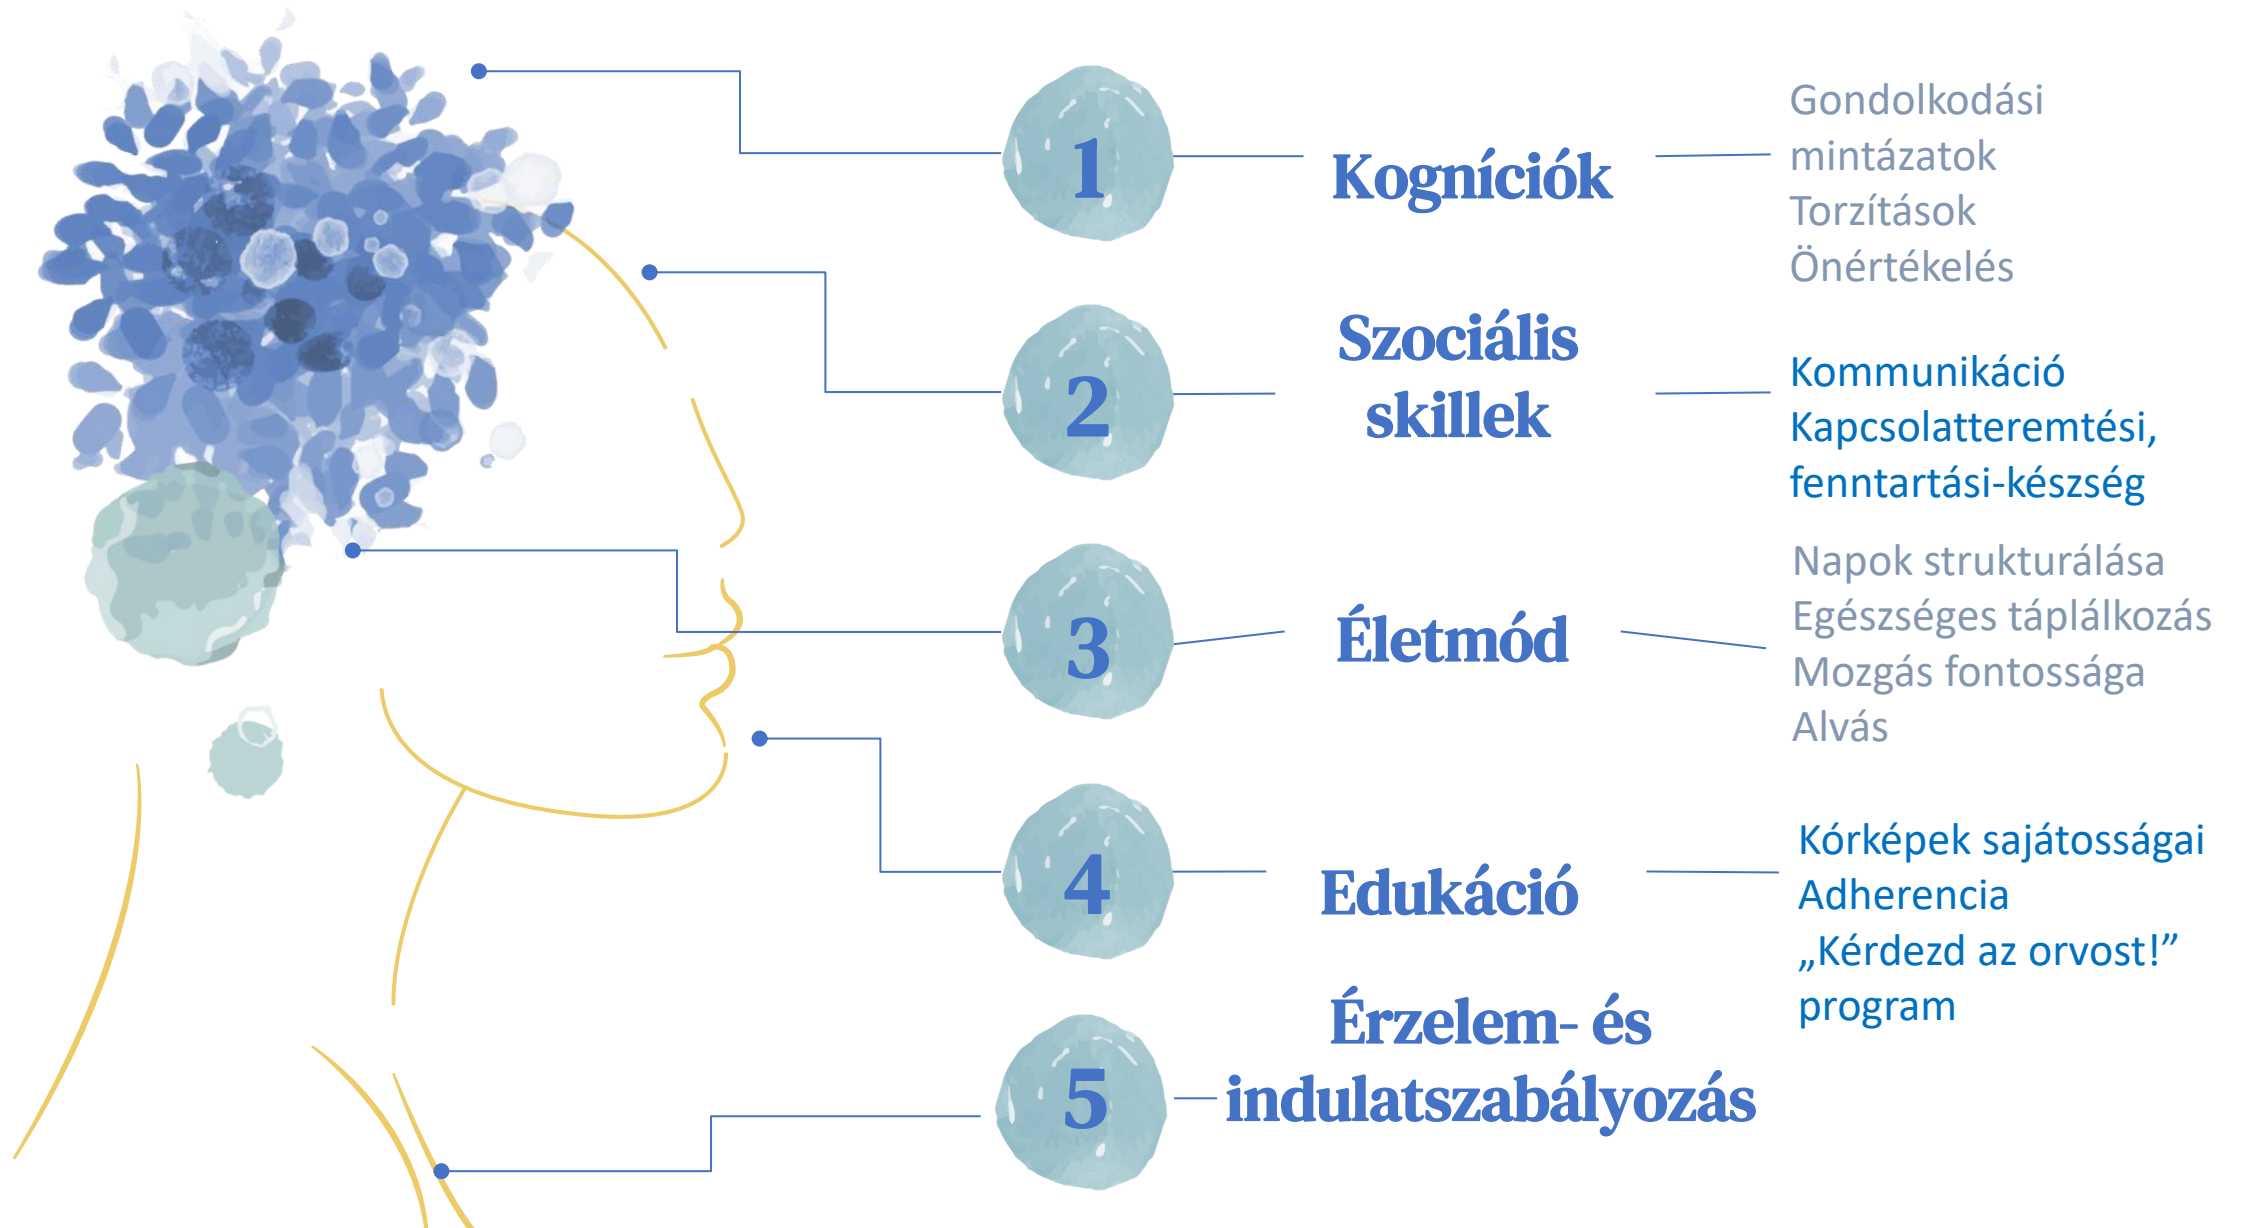 1
Kogníciók
Gondolkodási
mintázatok
Torzítások
Önértékelés
2
Szociális
skillek
Kommunikáció
Kapcsolatteremtési,
fenntartási-készség
3
Életmód
Napok strukturálása
Egészséges táplálkozás
Mozgás fontossága
Alvás
4
Edukáció
Kórképek sajátosságai
Adherencia
„Kérdezd az orvost!”
program
5
Érzelem- és
indulatszabályozás